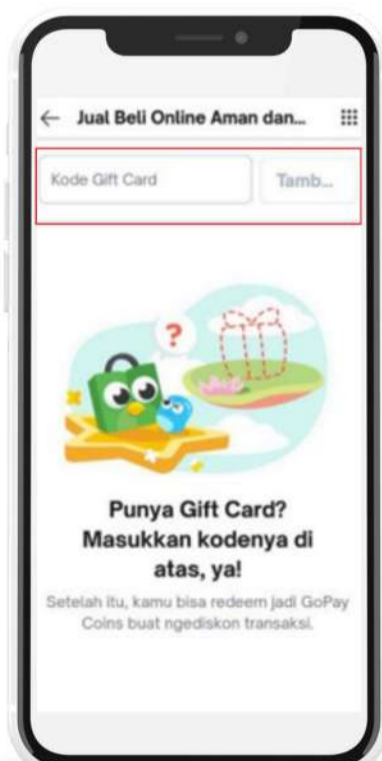 Jual Beli Online Aman dan...
Kode Gift Card
Tamb...
?
Punya Gift Card?
Masukkan kodenya di
atas, ya!
Setelah itu, kamu bisa redeem jadi GoPay
Coins buat ngediskon transaksi.